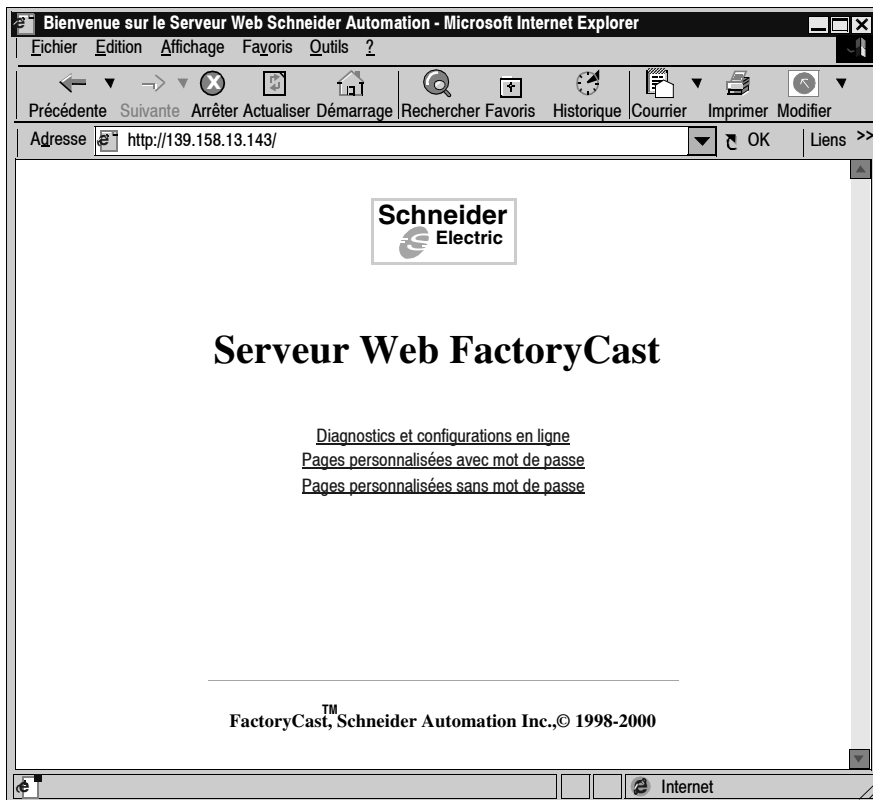 Bienvenue sur le Serveur Web Schneider Automation - Microsoft Internet Explorer
Fichier Edition Affichage Favoris Outils ?
Précédente Suivante Arrêter Actualiser Démarrage Rechercher Favoris Historique Courrier Imprimer Modifier
Adresse http://139.158.13.143/ OK Liens >>
Schneider
Electric
Serveur Web FactoryCast
Diagnostics et configurations en ligne
Pages personnalisées avec mot de passe
Pages personnalisées sans mot de passe
FactoryCast,™ Schneider Automation Inc.,© 1998-2000
Internet